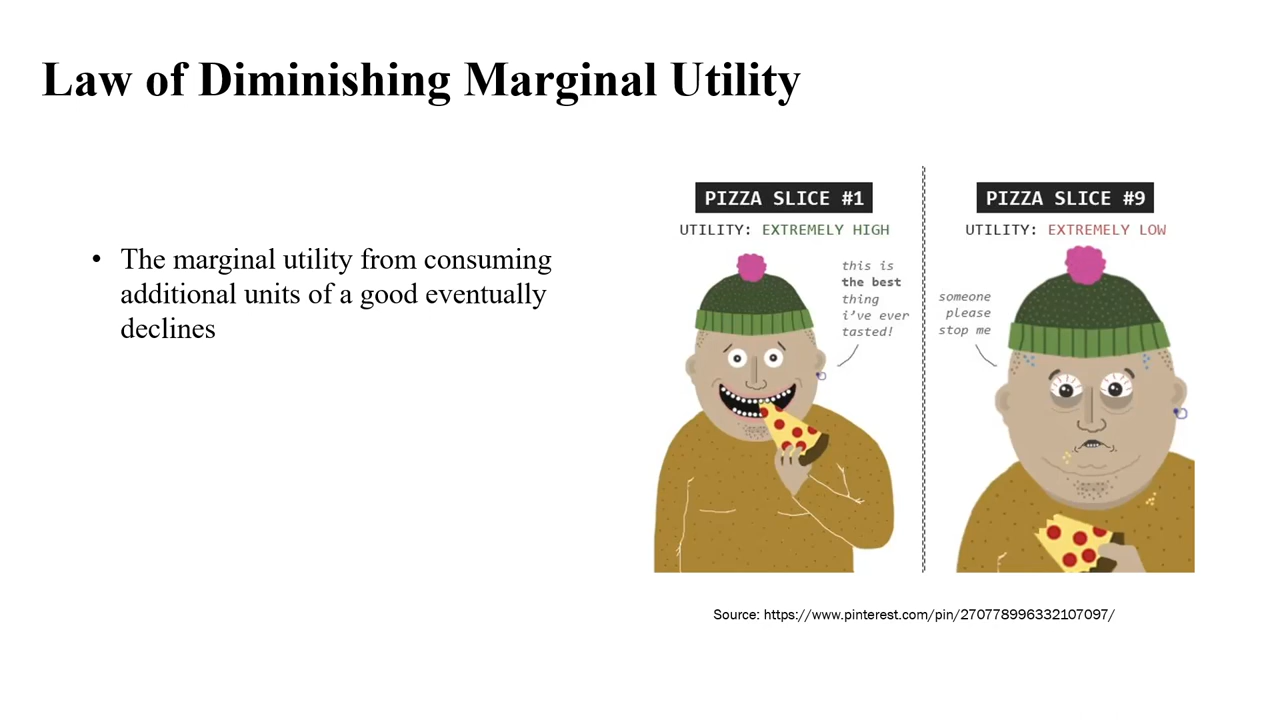 Law of Diminishing Marginal Utility
• The marginal utility from consuming
additional units of a good eventually
declines
PIZZA SLICE #1
UTILITY: EXTREMELY HIGH
this is
the best
thing
i've ever
tasted!
PIZZA SLICE #9
UTILITY: EXTREMELY LOW
someone
please
stop me
Source: https://www.pinterest.com/pin/270778996332107097/